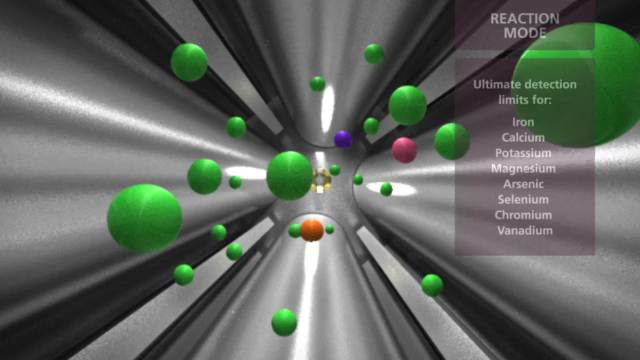 REACTION
MODE
Ultimate detection
limits for:
Iron
Calcium
Potassium
Magnesium
Arsenic
Selenium
Chromium
Vanadium